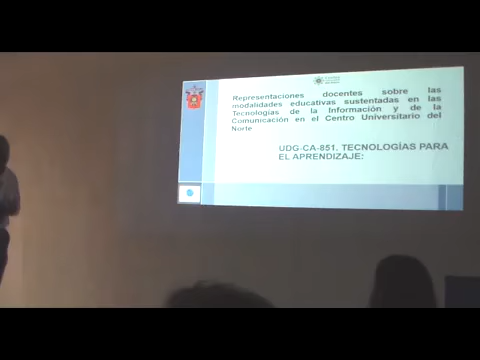 Representaciones docentes sobre las
modalidades educativas sustentadas en las
Tecnologías de la Información y de la
Comunicación en el Centro Universitario del
Norte
UDG-CA-851. TECNOLOGÍAS PARA
EL APRENDIZAJE: